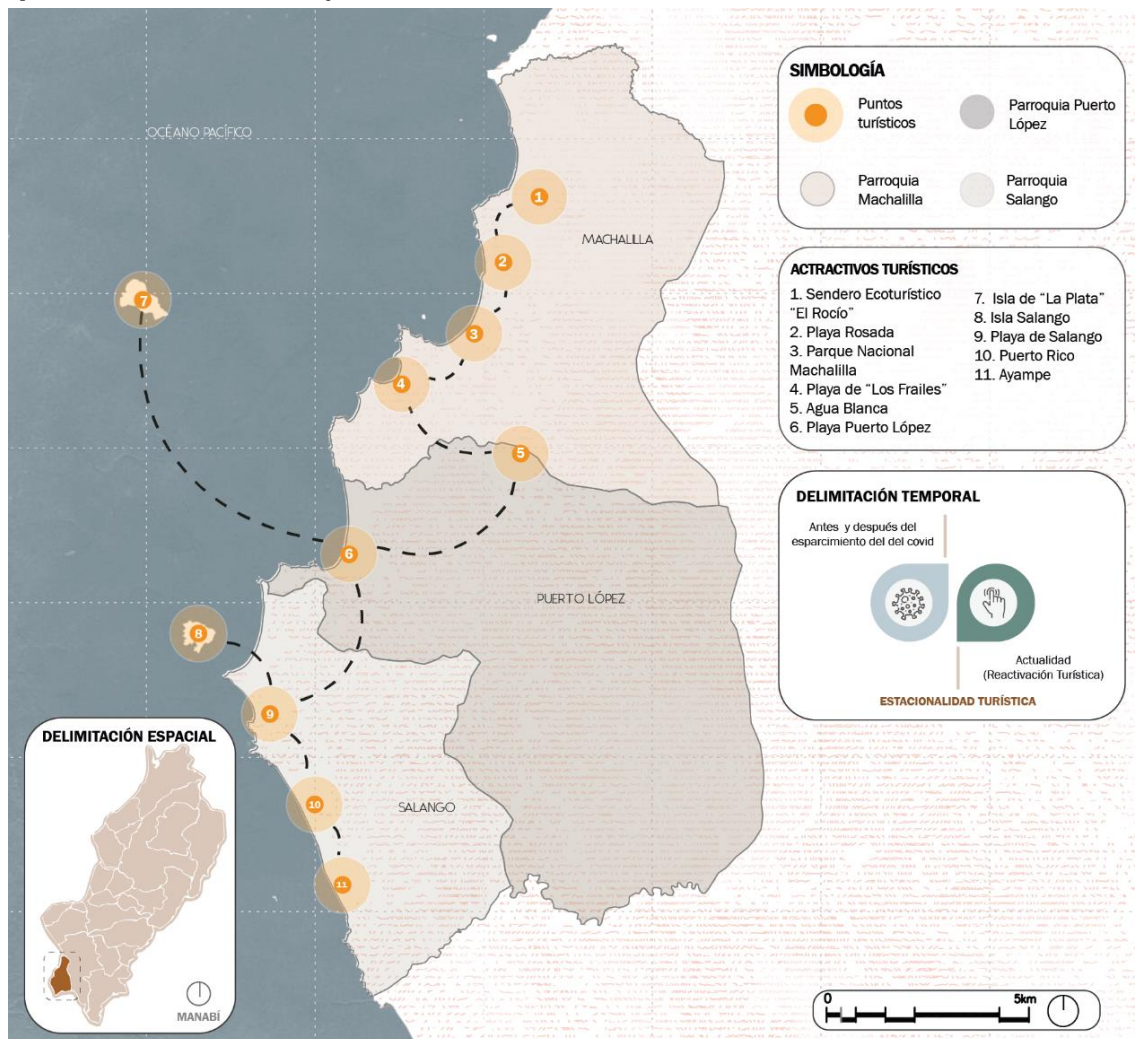 OCÉANO PACÍFICO
MACHALILLA
PUERTO LÓPEZ
SALANGO
1
2
3
4
5
6
7
8
9
10
11
SIMBOLOGÍA
Puntos
turísticos
Parroquia Puerto
López
Parroquia
Machalilla
Parroquia
Salango
ACTRACTIVOS TURÍSTICOS
1. Sendero Ecoturístico
"El Rocío"
2. Playa Rosada
3. Parque Nacional
Machalilla
4. Playa de "Los Frailes"
5. Agua Blanca
6. Playa Puerto López
7. Isla de "La Plata"
8. Isla Salango
9. Playa de Salango
10. Puerto Rico
11. Ayampe
DELIMITACIÓN TEMPORAL
Antes y después del
esparcimiento del del covid
Actualidad
(Reactivación Turística)
ESTACIONALIDAD TURÍSTICA
DELIMITACIÓN ESPACIAL
MANABÍ
0 5km